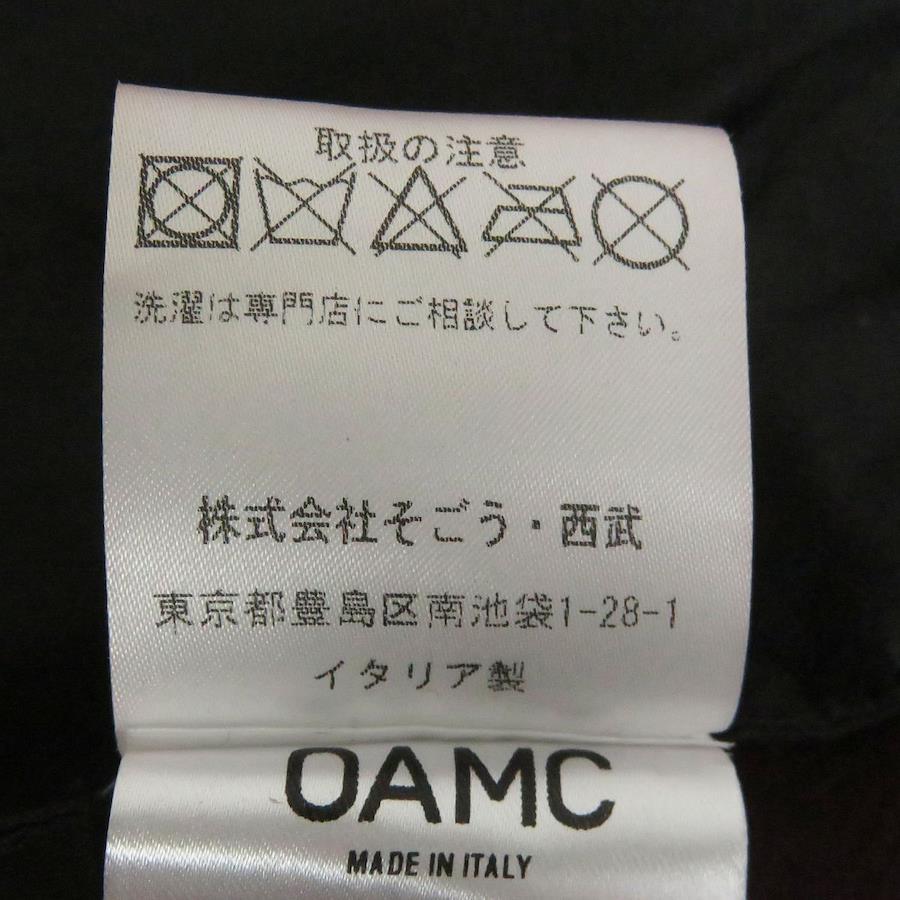 取扱の注意
洗濯は専門店にご相談して下さい。
株式会社そごう・西武
東京都豊島区南池袋1-28-1
イタリア製
OAMC
MADE IN ITALY